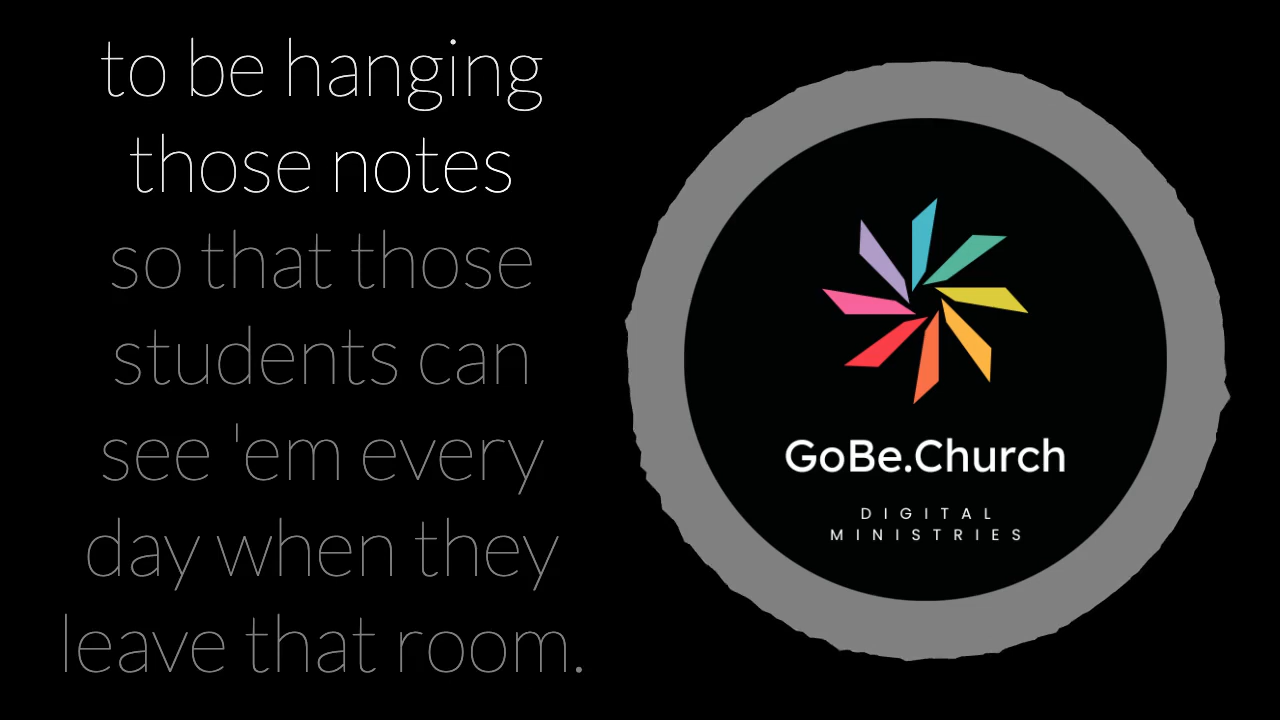 to be hanging
those notes
so that those
students can
see 'em every
day when they
leave that room.
GoBe.Church
DIGITAL
MINISTRIES